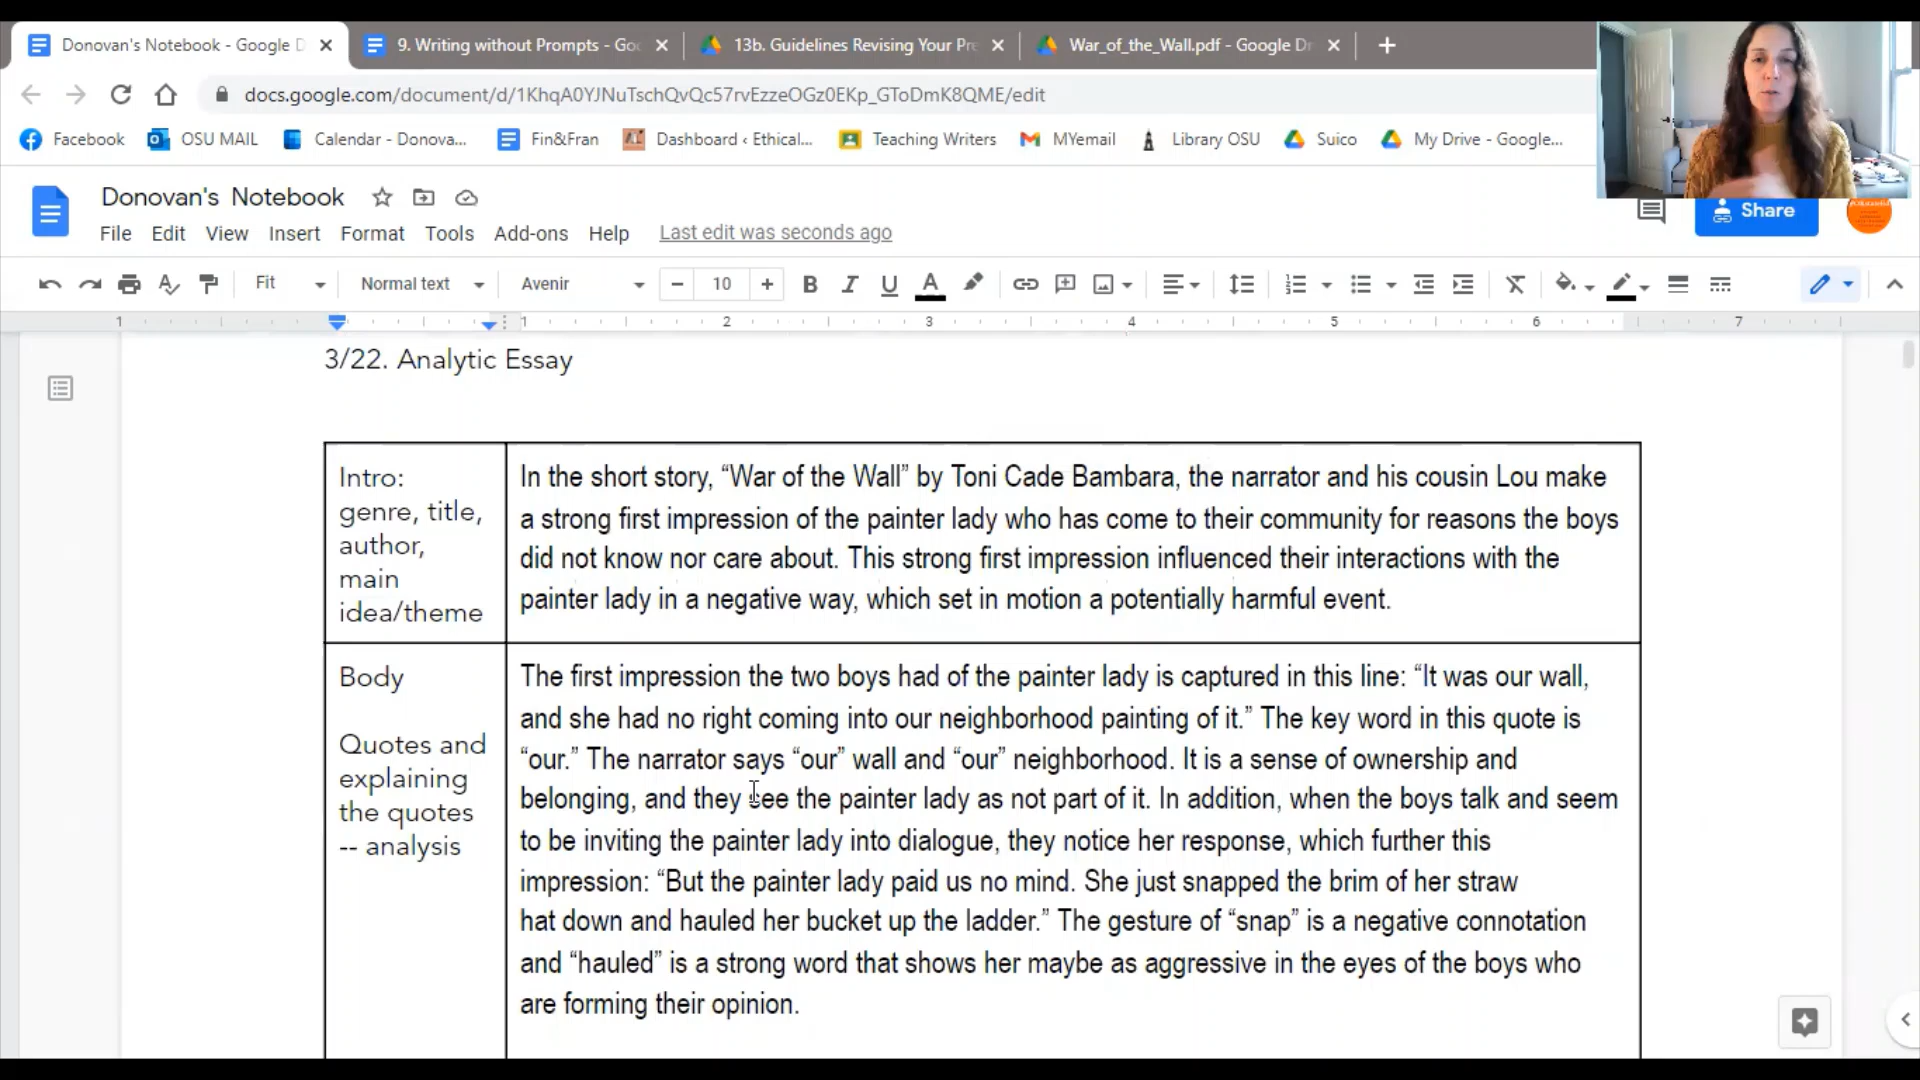 Donovan's Notebook - Google D
9. Writing without Prompts - Goo
13b. Guidelines Revising Your Pre
War_of_the_Wall.pdf - Google Dr
docs.google.com/document/d/1KhqA0YJNuTschQvQc57rvEzzeOGz0EKp_GToDmK8QME/edit
Facebook
OSU MAIL
Calendar - Donova...
Fin&Fran
Dashboard ‹ Ethical...
Teaching Writers
MYemail
Library OSU
Suico
My Drive - Google...
Donovan's Notebook
Share
File Edit View Insert Format Tools Add-ons Help Last edit was seconds ago
Fit Normal text Avenir 10 B I U A
1 1 2 3 4 5 6 7
3/22. Analytic Essay
Intro:
genre, title,
author,
main
idea/theme
In the short story, “War of the Wall” by Toni Cade Bambara, the narrator and his cousin Lou make
a strong first impression of the painter lady who has come to their community for reasons the boys
did not know nor care about. This strong first impression influenced their interactions with the
painter lady in a negative way, which set in motion a potentially harmful event.
Body
Quotes and
explaining
the quotes
-- analysis
The first impression the two boys had of the painter lady is captured in this line: “It was our wall,
and she had no right coming into our neighborhood painting of it.” The key word in this quote is
“our.” The narrator says “our” wall and “our” neighborhood. It is a sense of ownership and
belonging, and they see the painter lady as not part of it. In addition, when the boys talk and seem
to be inviting the painter lady into dialogue, they notice her response, which further this
impression: “But the painter lady paid us no mind. She just snapped the brim of her straw
hat down and hauled her bucket up the ladder.” The gesture of “snap” is a negative connotation
and “hauled” is a strong word that shows her maybe as aggressive in the eyes of the boys who
are forming their opinion.